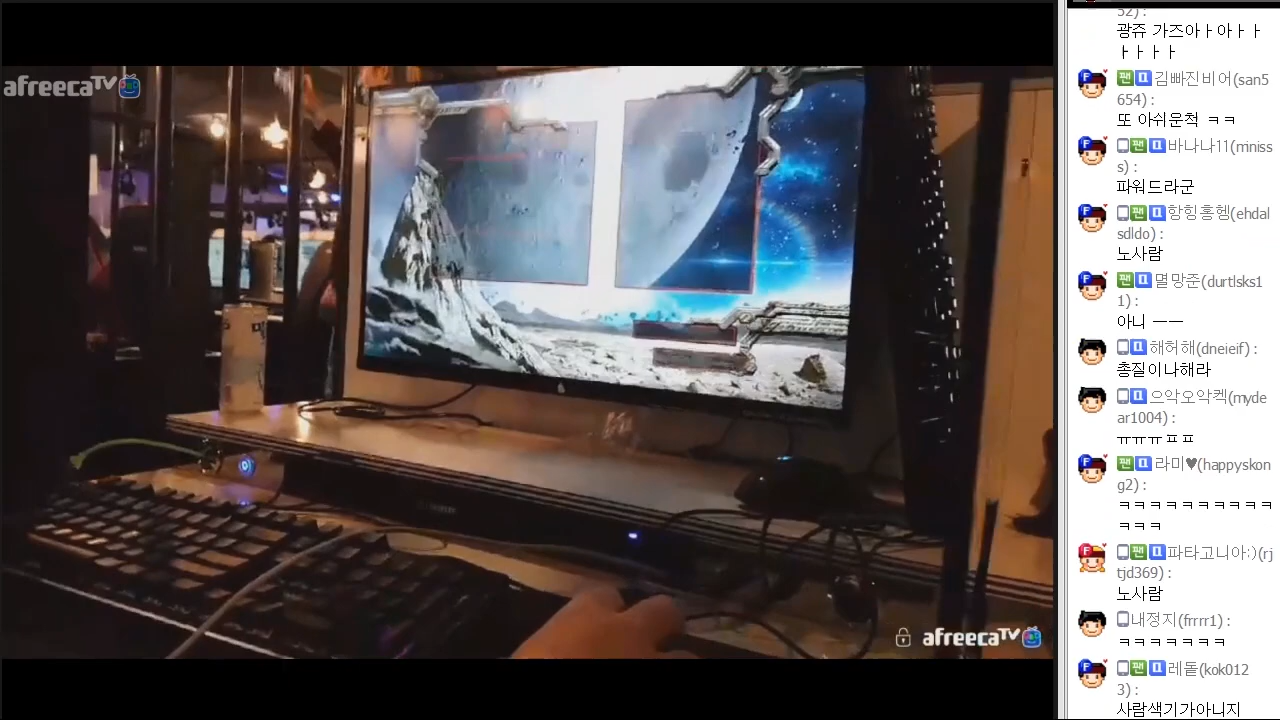 afreecaTV
afreecaTV
52) :
광쥬 가즈아ㅏ아ㅏㅏ
ㅏㅏㅏㅏ
팬 김빠진비어(san5
654) :
또 아쉬운척 ㅋㅋ
팬 바나나11(mniss
s) :
파워드라군
팬 항힝홍헹(ehdal
sdldo) :
노사람
팬 멸망준(durtlsks1
1) :
아니 ㅡㅡ
해허해(dneieif) :
총질이나해라
으악오악켁(myde
ar1004) :
ㅠㅠㅠㅍㅍ
팬 라미♥(happyskon
g2) :
ㅋㅋㅋㅋㅋㅋㅋㅋㅋㅋ
ㅋㅋㅋ
팬 파타고니아;)(rj
tjd369) :
노사람
내정지(frrrr1) :
ㅋㅋㅋㅋㅋㅋㅋ
팬 레돝(kok012
3) :
사람색기가아니지